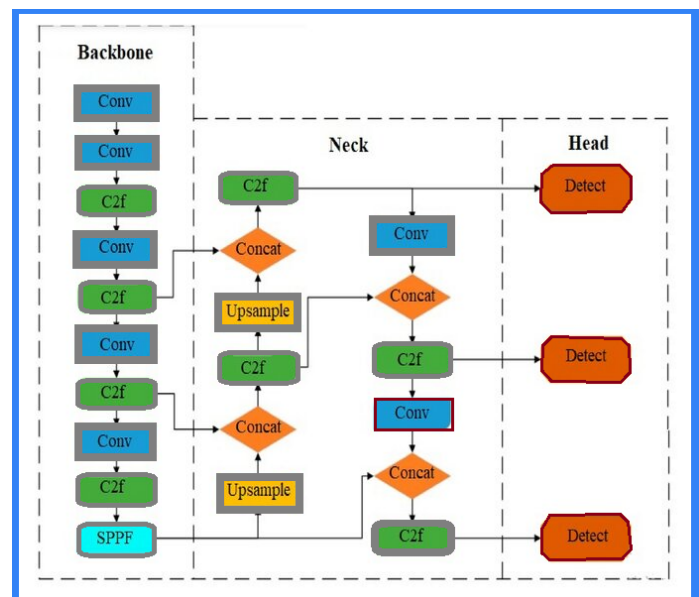 Backbone
Conv
Conv
C2f
Conv
C2f
Conv
C2f
Conv
C2f
SPPF
Neck
C2f
Concat
Upsample
C2f
Concat
Upsample
Conv
Concat
C2f
Conv
Concat
C2f
Head
Detect
Detect
Detect